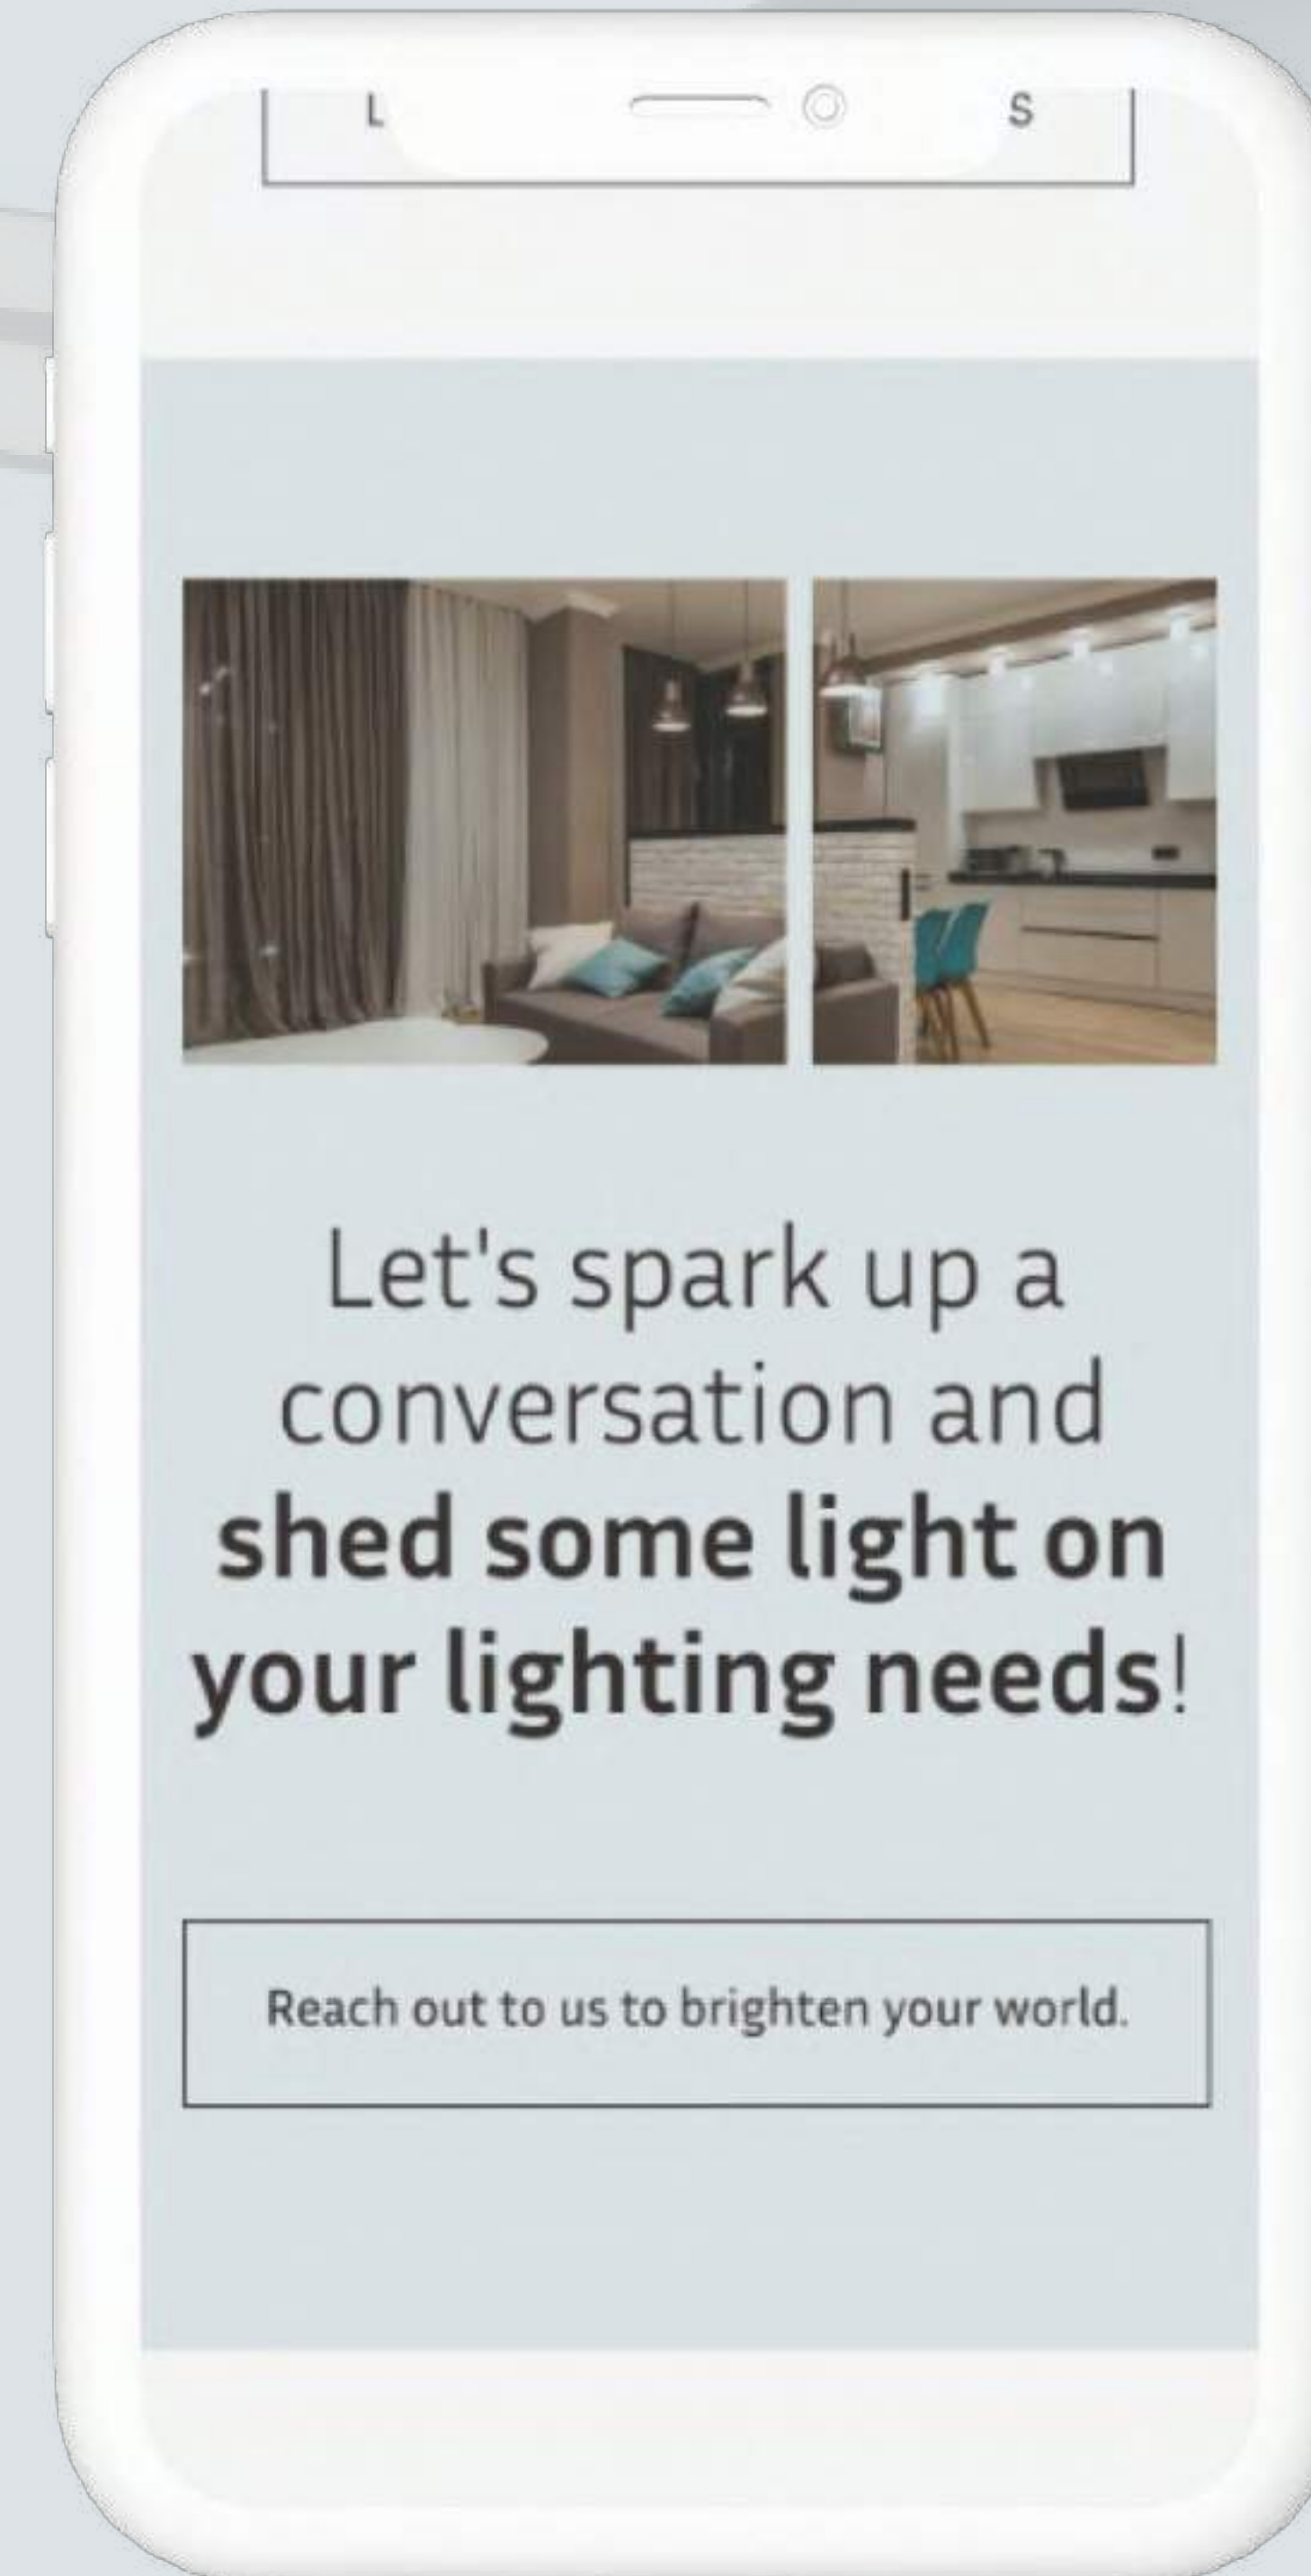 L S
Let's spark up a
conversation and
shed some light on
your lighting needs!
Reach out to us to brighten your world.